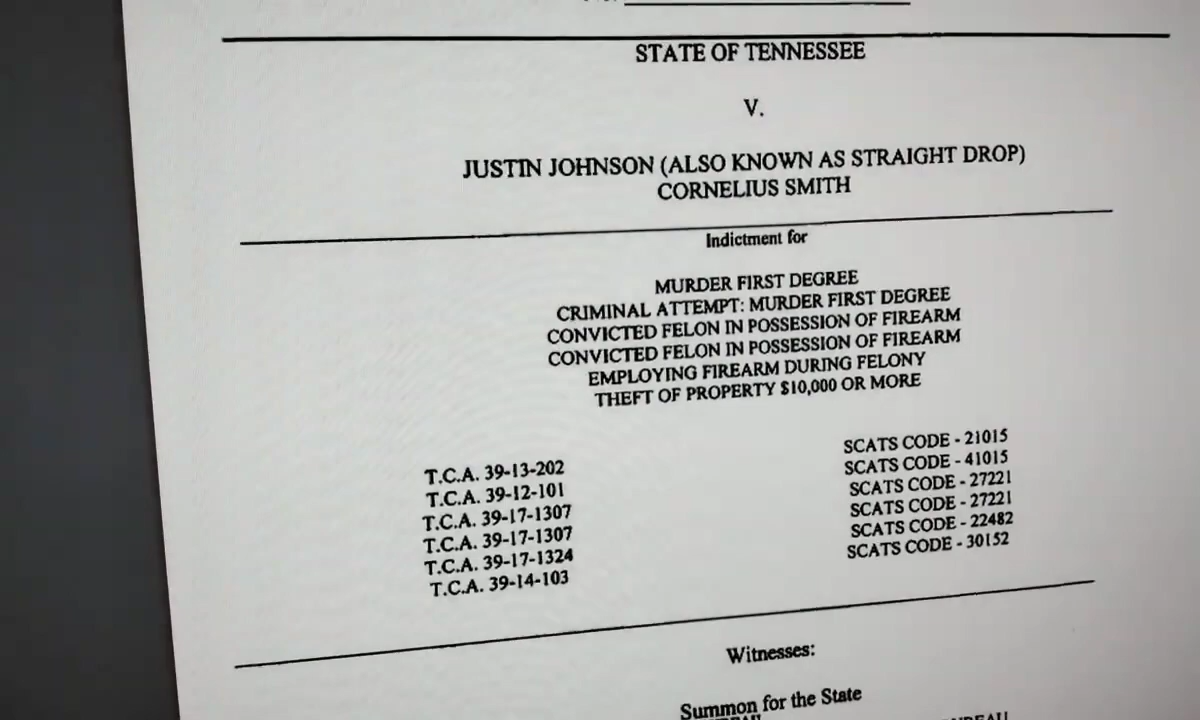 STATE OF TENNESSEE
V.
JUSTIN JOHNSON (ALSO KNOWN AS STRAIGHT DROP)
CORNELIUS SMITH
Indictment for
MURDER FIRST DEGREE
CRIMINAL ATTEMPT: MURDER FIRST DEGREE
CONVICTED FELON IN POSSESSION OF FIREARM
CONVICTED FELON IN POSSESSION OF FIREARM
EMPLOYING FIREARM DURING FELONY
THEFT OF PROPERTY $10,000 OR MORE
T.C.A. 39-13-202 SCATS CODE - 21015
T.C.A. 39-12-101 SCATS CODE - 41015
T.C.A. 39-17-1307 SCATS CODE - 27221
T.C.A. 39-17-1307 SCATS CODE - 27221
T.C.A. 39-17-1324 SCATS CODE - 22482
T.C.A. 39-14-103 SCATS CODE - 30152
Witnesses:
Summon for the State